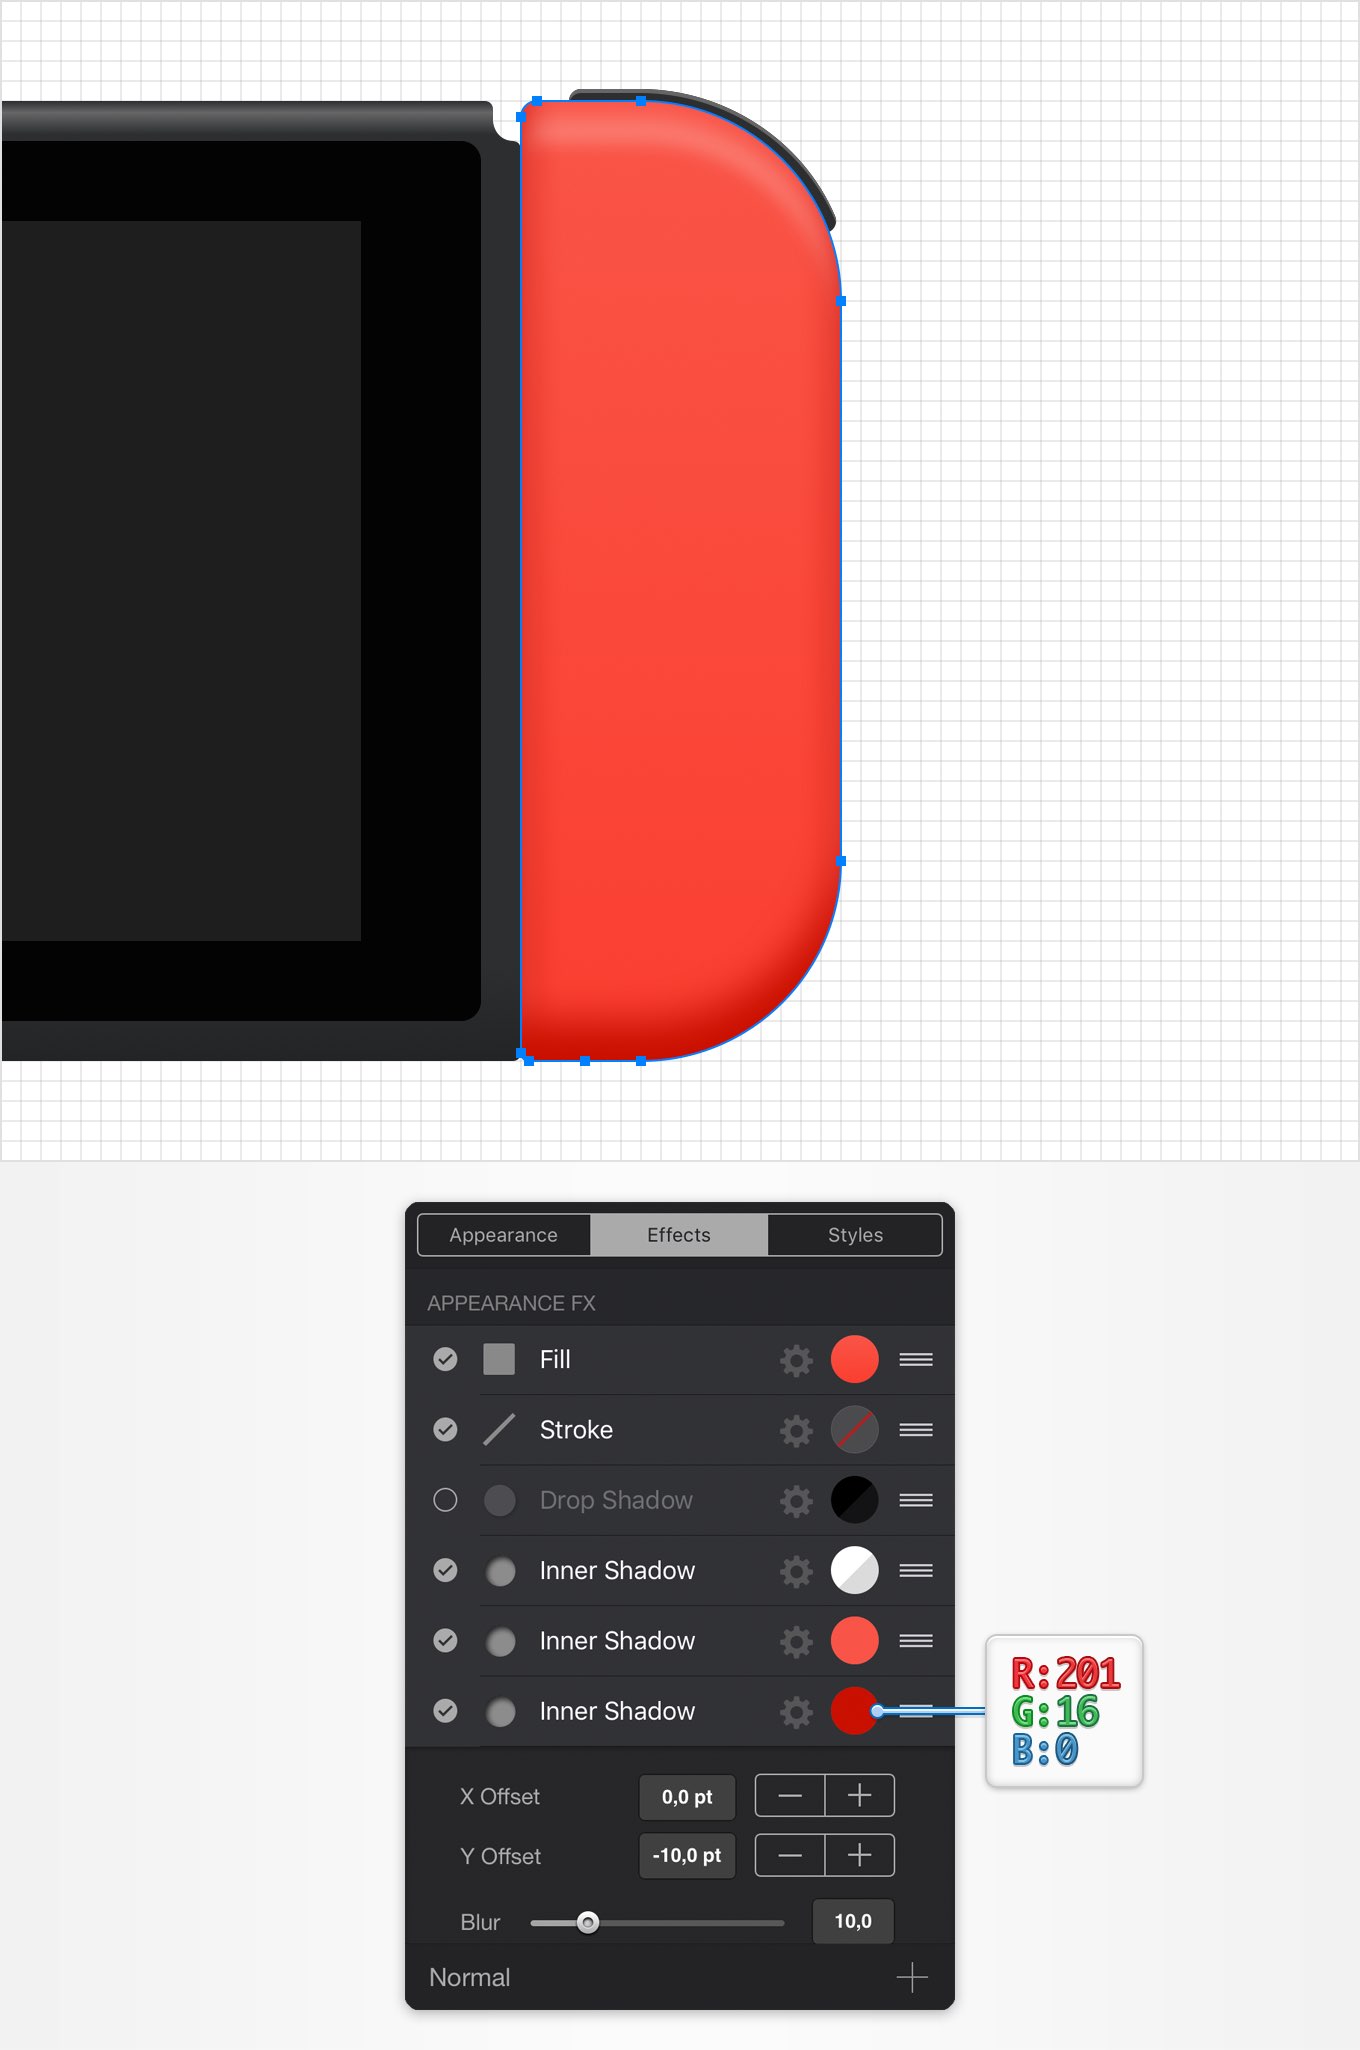 Appearance Effects Styles
APPEARANCE FX
Fill
Stroke
Drop Shadow
Inner Shadow
Inner Shadow
Inner Shadow
R:201
G:16
B:0
X Offset 0,0 pt
Y Offset -10,0 pt
Blur 10,0
Normal